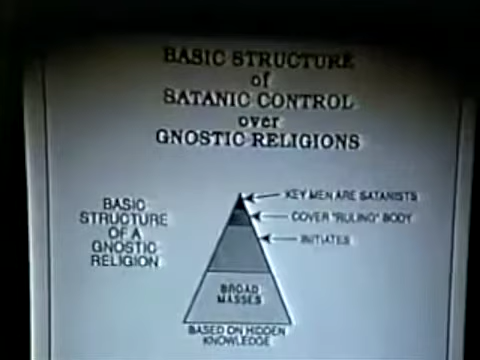 BASIC STRUCTURE
of
SATANIC CONTROL
over
GNOSTIC RELIGIONS
BASIC
STRUCTURE
OF A
GNOSTIC
RELIGION
KEY MEN ARE SATANISTS
COVER "RULING" BODY
INITIATES
BROAD
MASSES
BASED ON HIDDEN
KNOWLEDGE